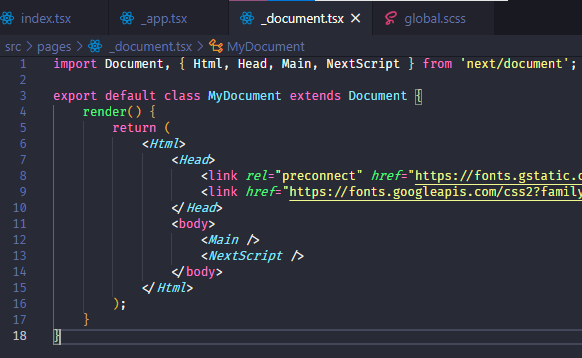 index.tsx _app.tsx _document.tsx × global.scss
src > pages > _document.tsx > MyDocument
1 import Document, { Html, Head, Main, NextScript } from 'next/document';
2
3 export default class MyDocument extends Document {
4 render() {
5 return (
6 <Html>
7 <Head>
8 <link rel="preconnect" href="https://fonts.gstatic.c
9 <link href="https://fonts.googleapis.com/css2?family
10 </Head>
11 <body>
12 <Main />
13 <NextScript />
14 </body>
15 </Html>
16 );
17 }
18 }